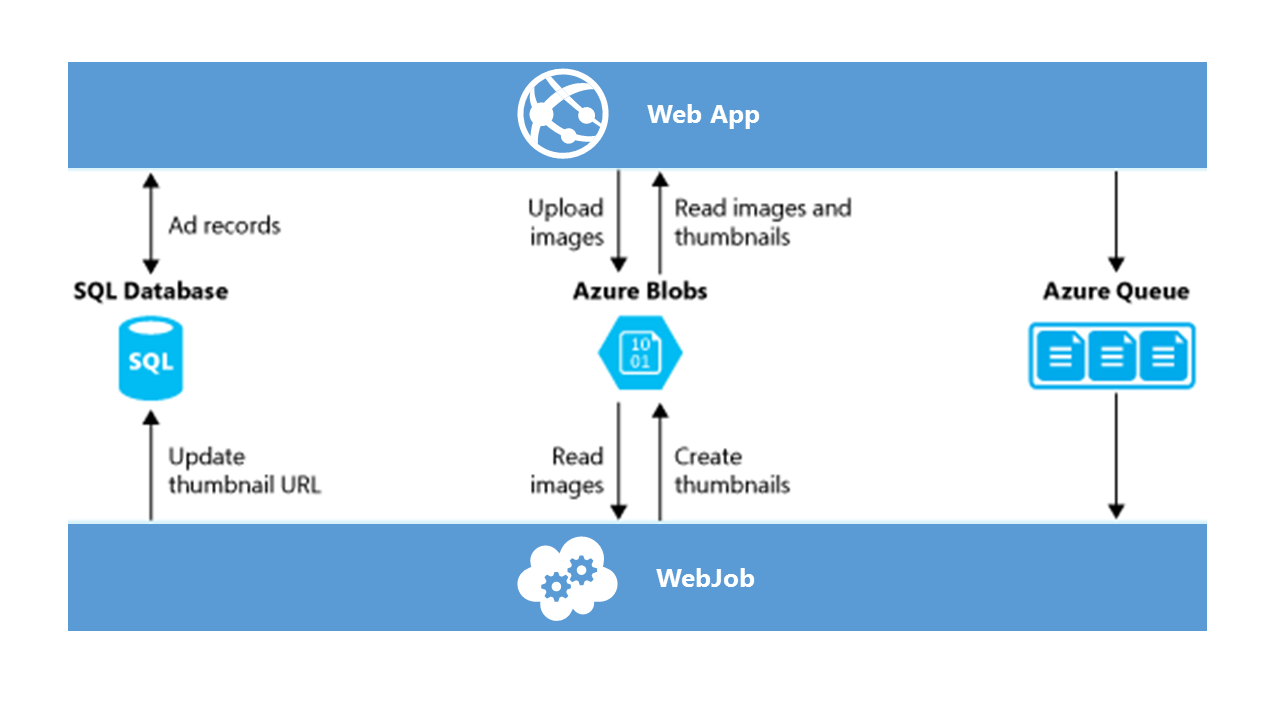 Web App
Ad records
Upload
images
Read images and
thumbnails
SQL Database
Azure Blobs
Azure Queue
SQL
10
01
Update
thumbnail URL
Read
images
Create
thumbnails
WebJob